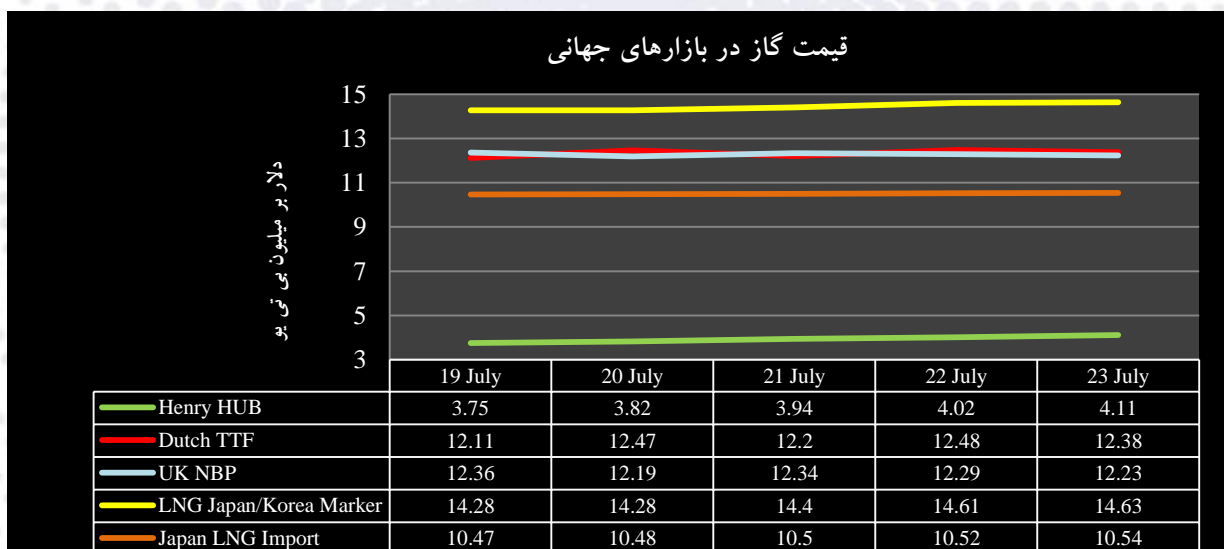 قیمت گاز در بازارهای جهانی
دلار بر میلیون بی تی یو
15
13
11
9
7
5
3
19 July 20 July 21 July 22 July 23 July
Henry HUB 3.75 3.82 3.94 4.02 4.11
Dutch TTF 12.11 12.47 12.2 12.48 12.38
UK NBP 12.36 12.19 12.34 12.29 12.23
LNG Japan/Korea Marker 14.28 14.28 14.4 14.61 14.63
Japan LNG Import 10.47 10.48 10.5 10.52 10.54